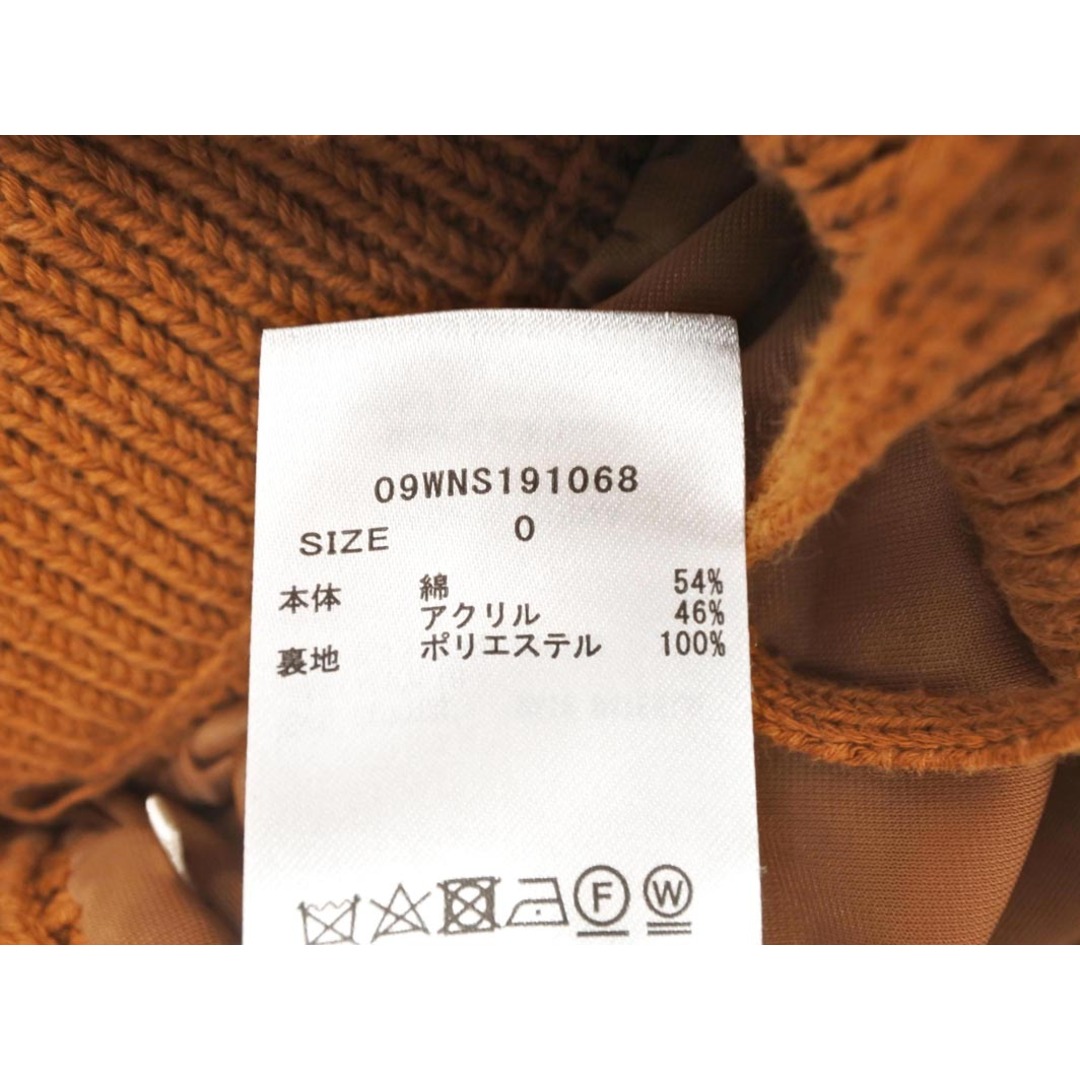 09WNS191068
SIZE 0
本体 綿 54%
アクリル 46%
裏地 ポリエステル 100%
F W